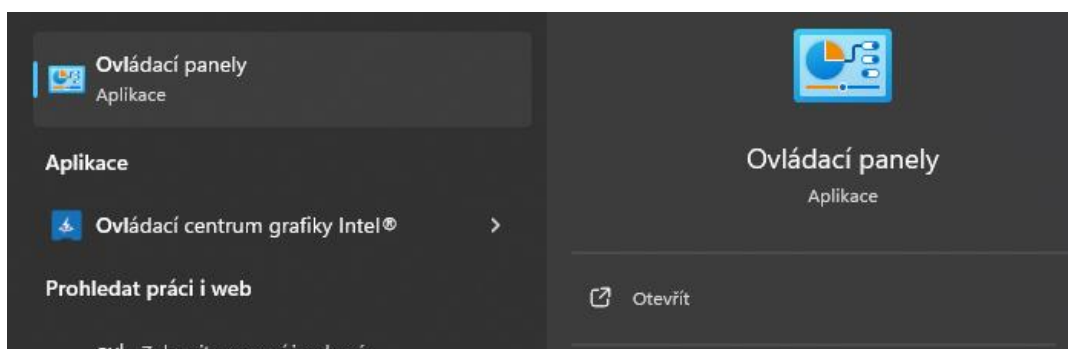 Ovládací panely
Aplikace
Aplikace
Ovládací centrum grafiky Intel®
Prohledat práci i web
Ovládací panely
Aplikace
Otevřít